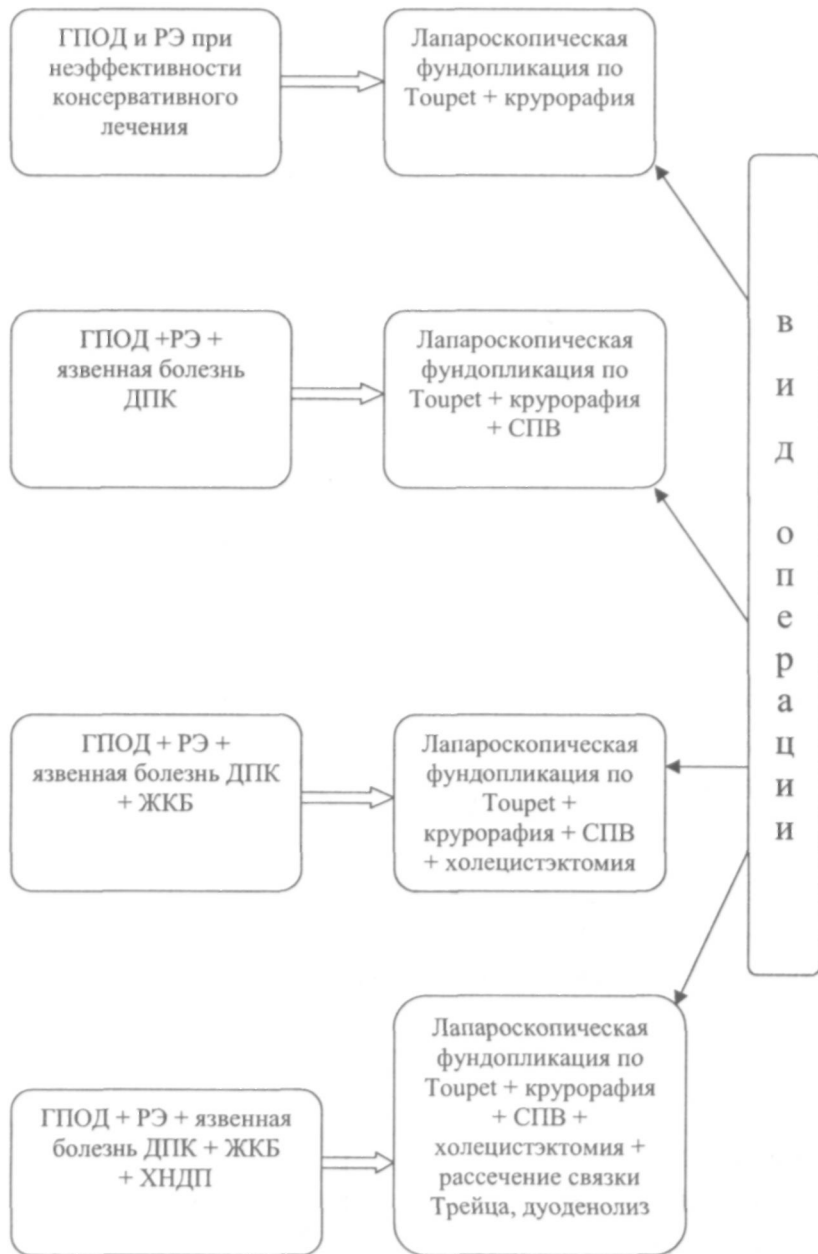 ГПОД и РЭ при
неэффективности
консервативного
лечения
Лапароскопическая
фундопликация по
Toupet + крурорафия
ГПОД +РЭ +
язвенная болезнь
ДПК
Лапароскопическая
фундопликация по
Toupet + крурорафия
+ СПВ
ГПОД + РЭ +
язвенная болезнь ДПК
+ ЖКБ
Лапароскопическая
фундопликация по
Toupet +
крурорафия + СПВ
+ холецистэктомия
ГПОД + РЭ + язвенная
болезнь ДПК + ЖКБ
+ ХНДП
Лапароскопическая
фундопликация по
Toupet + крурорафия
+ СПВ +
холецистэктомия +
рассечение связки
Трейца, дуоденолиз
вид операции